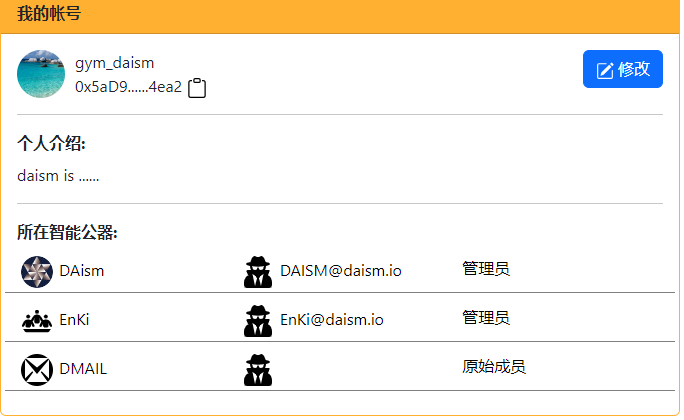 我的帐号
gym_daism
0x5aD9......4ea2
修改
个人介绍:
daism is ......
所在智能公器:
DAism DAISM@daism.io 管理员
EnKi EnKi@daism.io 管理员
DMAIL 原始成员